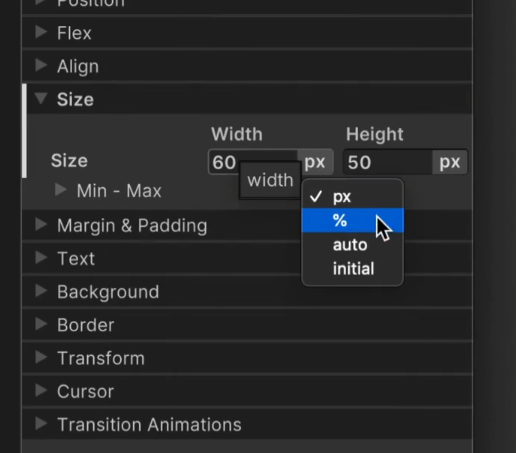 Position
Flex
Align
Size
Width Height
Size 60 px 50 px
width
Min - Max
✓ px
%
auto
initial
Margin & Padding
Text
Background
Border
Transform
Cursor
Transition Animations